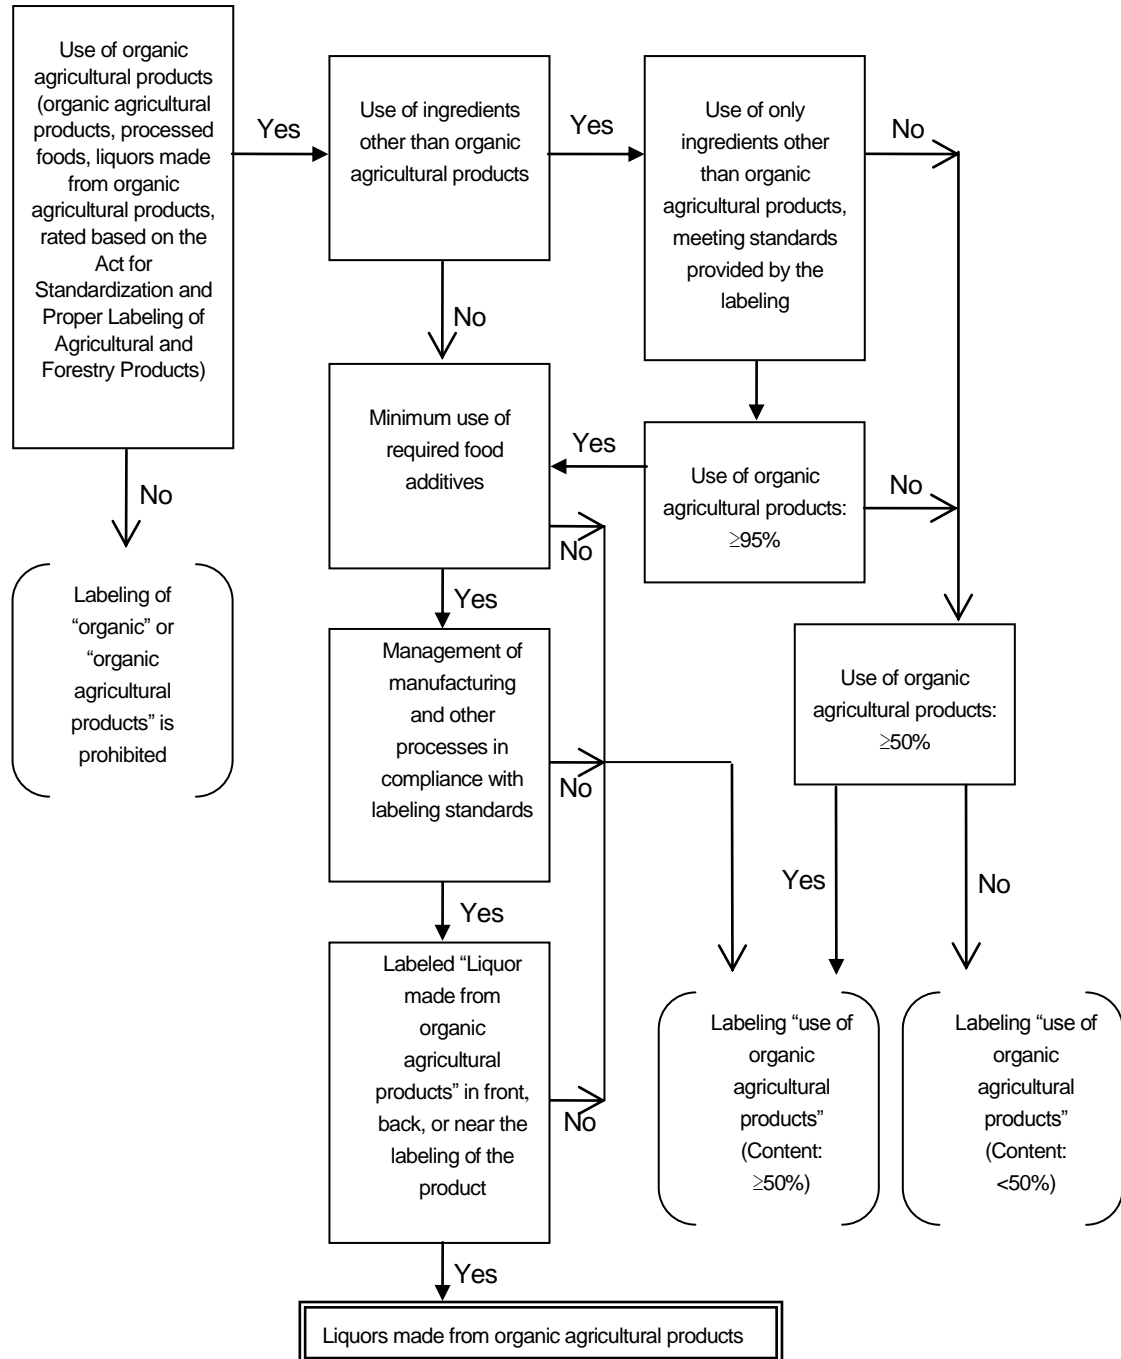 Use of organic
agricultural products
(organic agricultural
products, processed
foods, liquors made
from organic
agricultural products,
rated based on the
Act for
Standardization and
Proper Labeling of
Agricultural and
Forestry Products)
Yes
Use of ingredients
other than organic
agricultural products
Yes
Use of only
ingredients other
than organic
agricultural products,
meeting standards
provided by the
labeling
No
No
No
Labeling of
“organic” or
“organic
agricultural
products” is
prohibited
Minimum use of
required food
additives
Yes
Use of organic
agricultural products:
≥95%
No
No
Yes
Management of
manufacturing
and other
processes in
compliance with
labeling standards
No
Use of organic
agricultural products:
≥50%
Yes
No
Yes
Labeled “Liquor
made from
organic
agricultural
products” in front,
back, or near the
labeling of the
product
No
Labeling “use of
organic
agricultural
products”
(Content:
≥50%)
Labeling “use of
organic
agricultural
products”
(Content:
<50%)
Yes
Liquors made from organic agricultural products